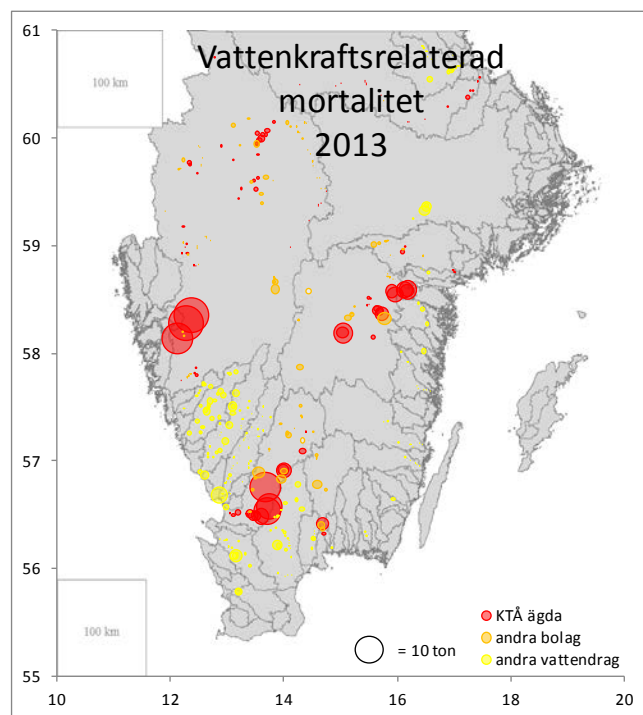 Vattenkraftsrelaterad
mortalitet
2013
61
100 km
60
59
58
57
56
100 km
55
10
12
14
16
18
20
= 10 ton
KTÅ ägda
andra bolag
andra vattendrag